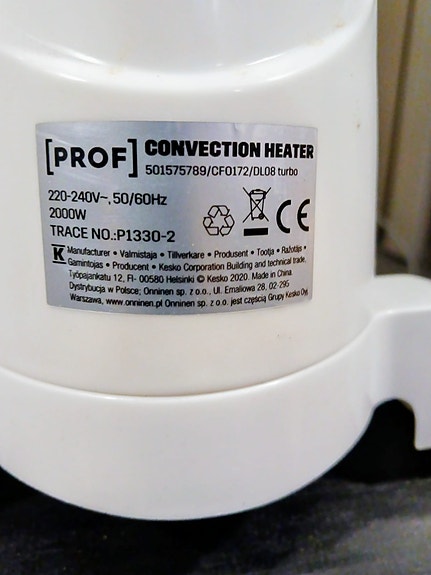 [PROF] CONVECTION HEATER
501575789/CF0172/DL08 turbo
220-240V~, 50/60Hz
2000W
TRACE NO.:P1330-2
CE
K Manufacturer • Valmistaja • Tillverkare • Produsent • Tootja • Ražotājs •
Gamintojas • Producent • Kesko Corporation Building and technical trade,
Työpajankatu 12, FI- 00580 Helsinki © Kesko 2020. Made in China.
Dystrybucja w Polsce; Onninen sp. z o.o., Ul. Emaliowa 28, 02-295
Warszawa, www.onninen.pl Onninen sp. z o.o. jest częścią Grupy Kesko Oyj